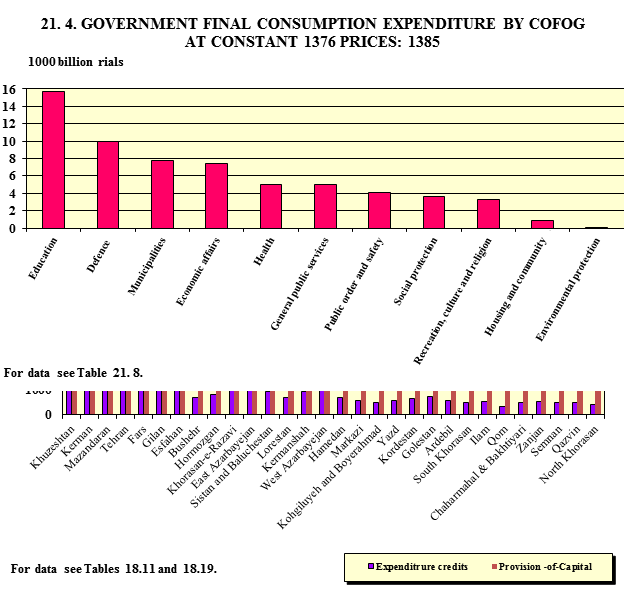 21. 4. GOVERNMENT FINAL CONSUMPTION EXPENDITURE BY COFOG
AT CONSTANT 1376 PRICES: 1385
1000 billion rials
16
14
12
10
8
6
4
2
0
Education
Defence
Municipalities
Economic affairs
Health
General public services
Public order and safety
Social protection
Recreation, culture and religion
Housing and community
Environmental protection
For data see Table 21. 8.
1000
0
Khuzeshtan
Kerman
Mazandaran
Tehran
Fars
Gilan
Esfahan
Bushehr
Hormozgan
Khorasan-e-Razavi
East Azarbayejan
Sistan and Baluchestan
Lorestan
Kermanshah
West Azarbayejan
Hamedan
Markazi
Kohgiluyeh and Boyerahmad
Yazd
Kordestan
Golestan
Ardebil
South Khorasan
Ilam
Qom
Chaharmahal & Bakhtiyari
Zanjan
Semnan
Qazvin
North Khorasan
For data see Tables 18.11 and 18.19.
Expenditrure credits
Provision -of-Capital